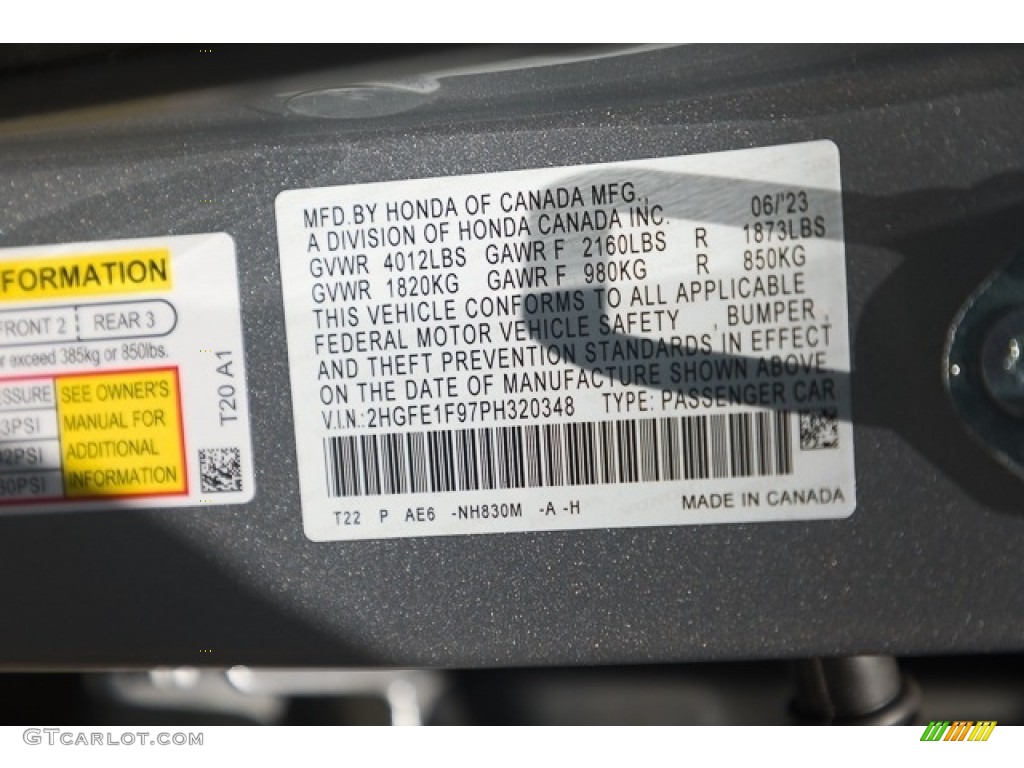 FORMATION
FRONT 2 REAR 3
exceed 385kg or 850lbs.
SSURE
SEE OWNER'S
MANUAL FOR
ADDITIONAL
INFORMATION
3PSI
2PSI
60PSI
T20 A1
MFD.BY HONDA OF CANADA MFG., 06/'23
A DIVISION OF HONDA CANADA INC.
GVWR 4012LBS GAWR F 2160LBS R 1873LBS
GVWR 1820KG GAWR F 980KG R 850KG
THIS VEHICLE CONFORMS TO ALL APPLICABLE
FEDERAL MOTOR VEHICLE SAFETY , BUMPER ,
AND THEFT PREVENTION STANDARDS IN EFFECT
ON THE DATE OF MANUFACTURE SHOWN ABOVE
V.I.N.:2HGFE1F97PH320348 TYPE: PASSENGER CAR
T22 P AE6 -NH830M -A -H MADE IN CANADA
GTcarlot.com